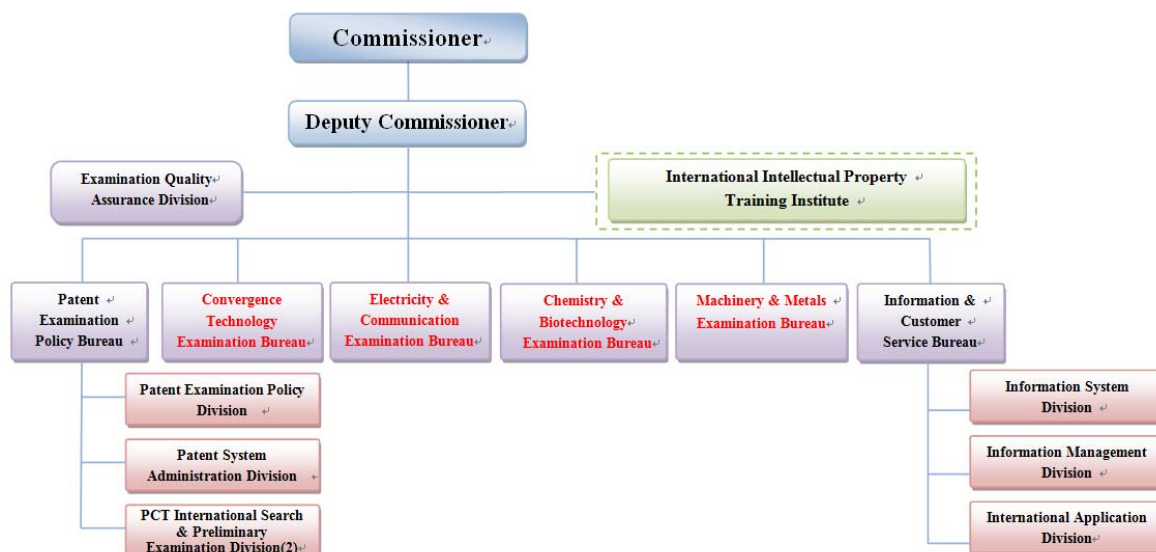 Commissioner
Deputy Commissioner
Examination Quality
Assurance Division
International Intellectual Property
Training Institute
Patent
Examination
Policy Bureau
Convergence
Technology
Examination Bureau
Electricity &
Communication
Examination Bureau
Chemistry &
Biotechnology
Examination Bureau
Machinery & Metals
Examination Bureau
Information &
Customer
Service Bureau
Patent Examination Policy
Division
Patent System
Administration Division
PCT International Search
& Preliminary
Examination Division(2)
Information System
Division
Information Management
Division
International Application
Division